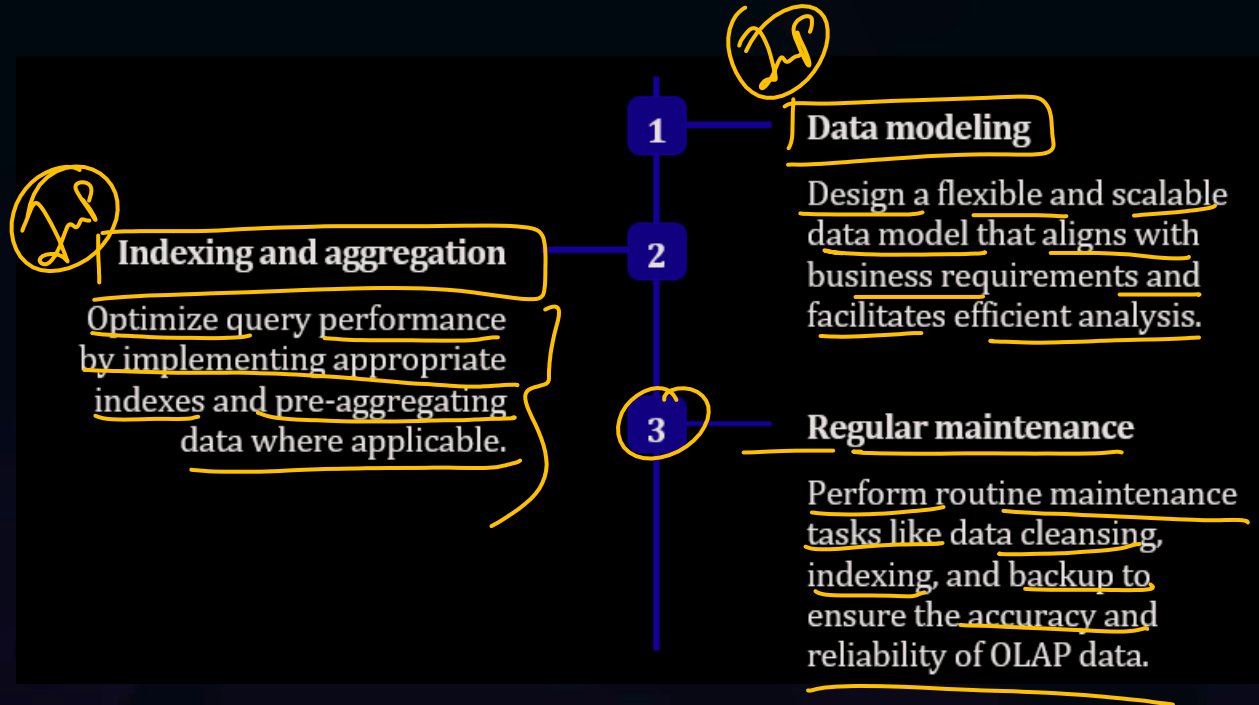 Imp
1
Data modeling
Design a flexible and scalable
data model that aligns with
business requirements and
facilitates efficient analysis.
Imp
2
Indexing and aggregation
Optimize query performance
by implementing appropriate
indexes and pre-aggregating
data where applicable.
3
Regular maintenance
Perform routine maintenance
tasks like data cleansing,
indexing, and backup to
ensure the accuracy and
reliability of OLAP data.